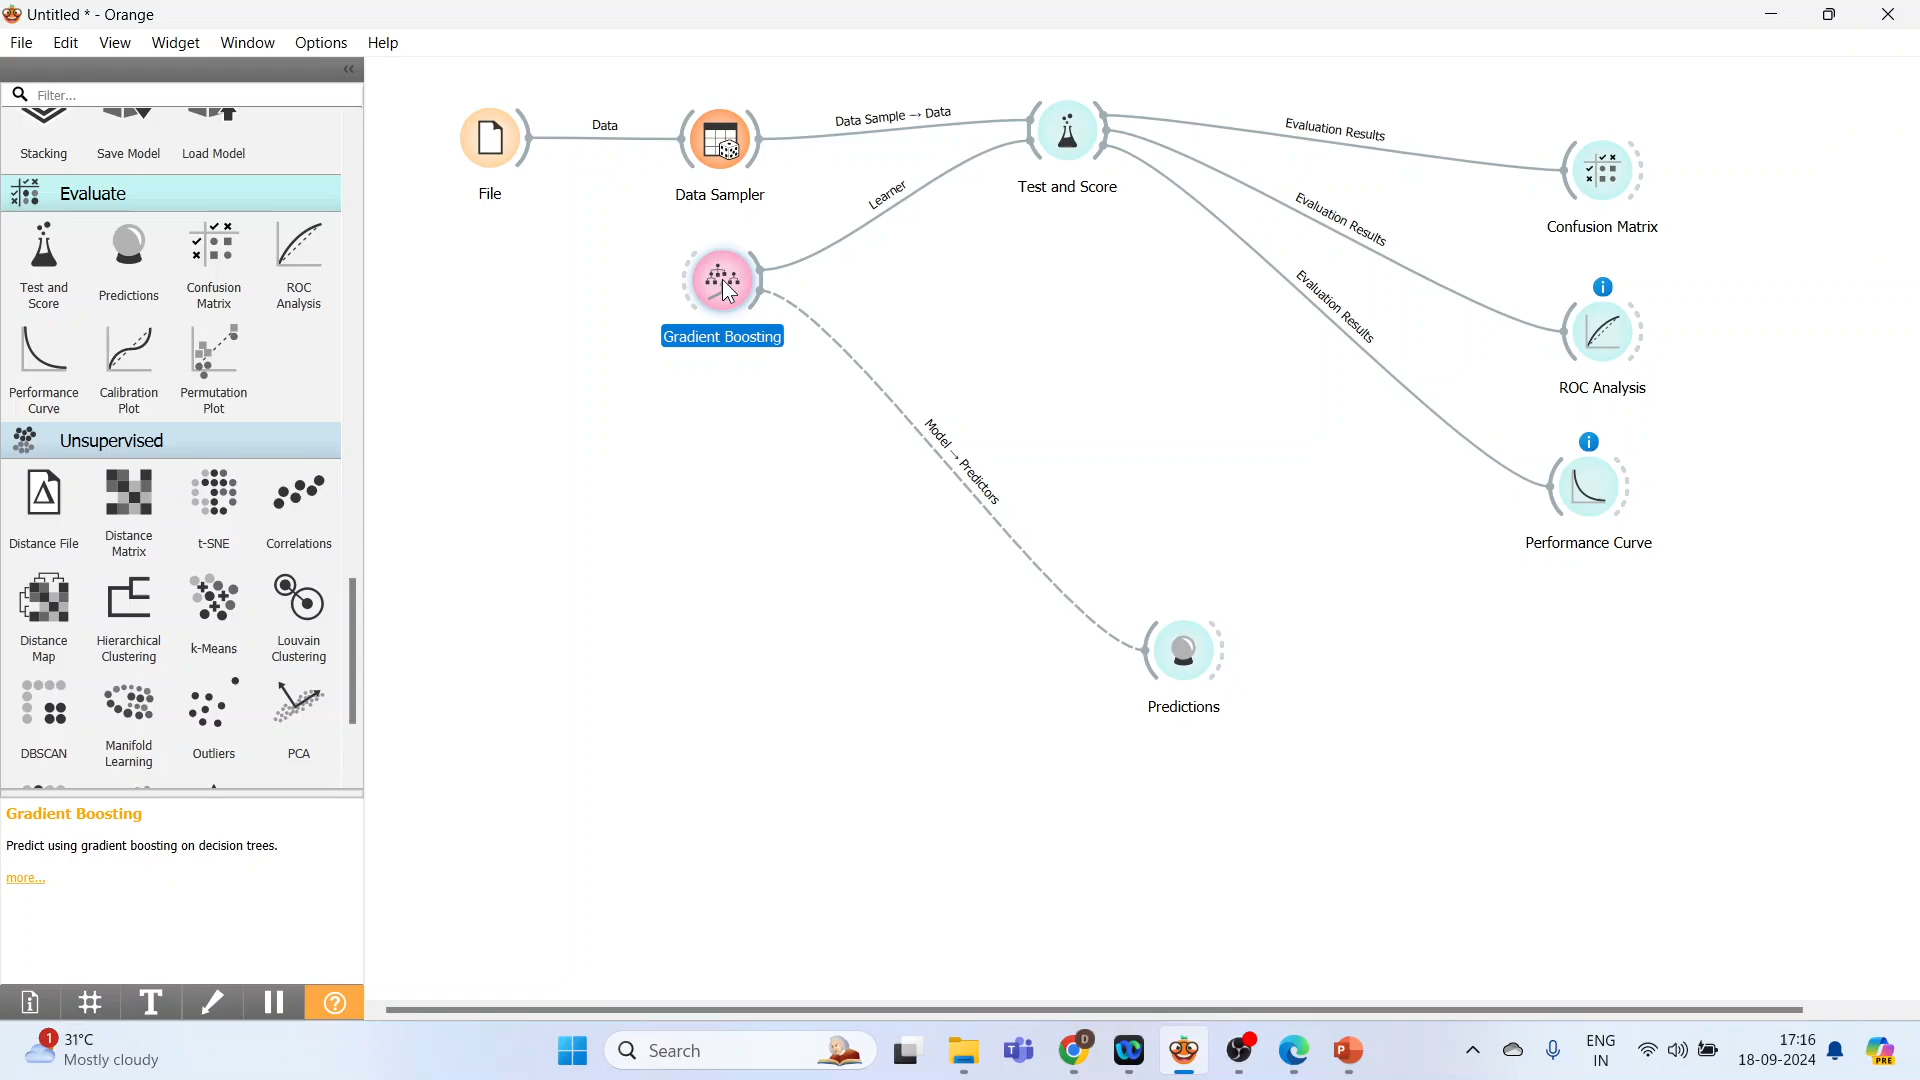 Untitled * - Orange
File Edit View Widget Window Options Help
Filter...
Stacking Save Model Load Model
Evaluate
Test and Score Predictions Confusion Matrix ROC Analysis
Performance Curve Calibration Plot Permutation Plot
Unsupervised
Distance File Distance Matrix t-SNE Correlations
Distance Map Hierarchical Clustering k-Means Louvain Clustering
DBSCAN Manifold Learning Outliers PCA
Gradient Boosting
Predict using gradient boosting on decision trees.
more...
File
Data
Data Sampler
Data Sample → Data
Learner
Gradient Boosting
Test and Score
Evaluation Results
Evaluation Results
Evaluation Results
Confusion Matrix
ROC Analysis
Performance Curve
Model → Predictors
Predictions
1
31°C
Mostly cloudy
Search
D
ENG
IN
17:16
18-09-2024
PRE